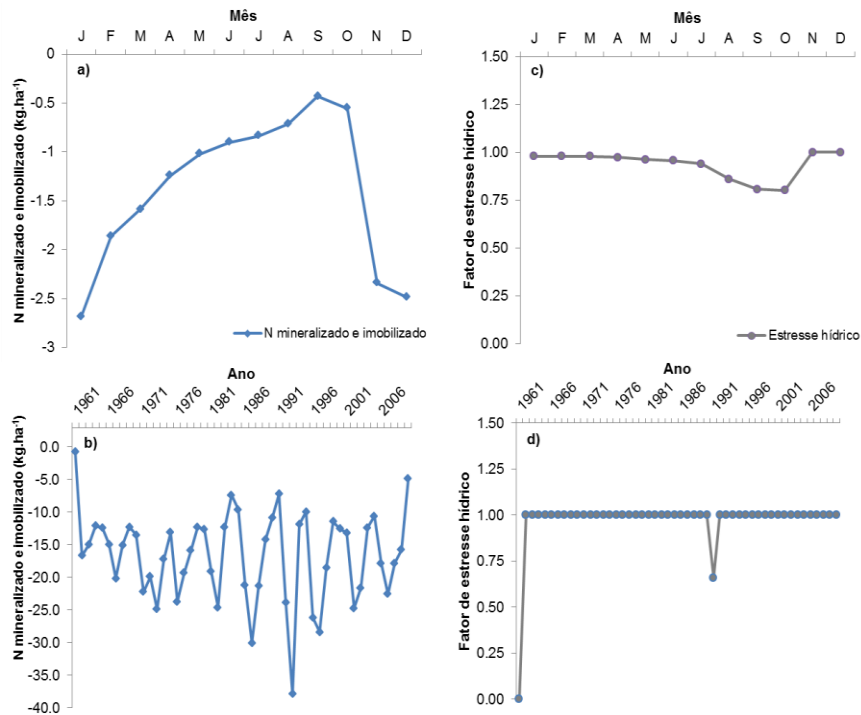 Mês
J F M A M J J A S O N D
a)
N mineralizado e imobilizado (kg.ha⁻¹)
0
-0.5
-1
-1.5
-2
-2.5
-3
N mineralizado e imobilizado
Mês
J F M A M J J A S O N D
c)
Fator de estresse hídrico
1.50
1.25
1.00
0.75
0.50
0.25
0.00
Estresse hídrico
Ano
1961 1966 1971 1976 1981 1986 1991 1996 2001 2006
b)
N mineralizado e imobilizado (kg.ha⁻¹)
0.0
-5.0
-10.0
-15.0
-20.0
-25.0
-30.0
-35.0
-40.0
Ano
1961 1966 1971 1976 1981 1986 1991 1996 2001 2006
d)
Fator de estresse hídrico
1.50
1.25
1.00
0.75
0.50
0.25
0.00